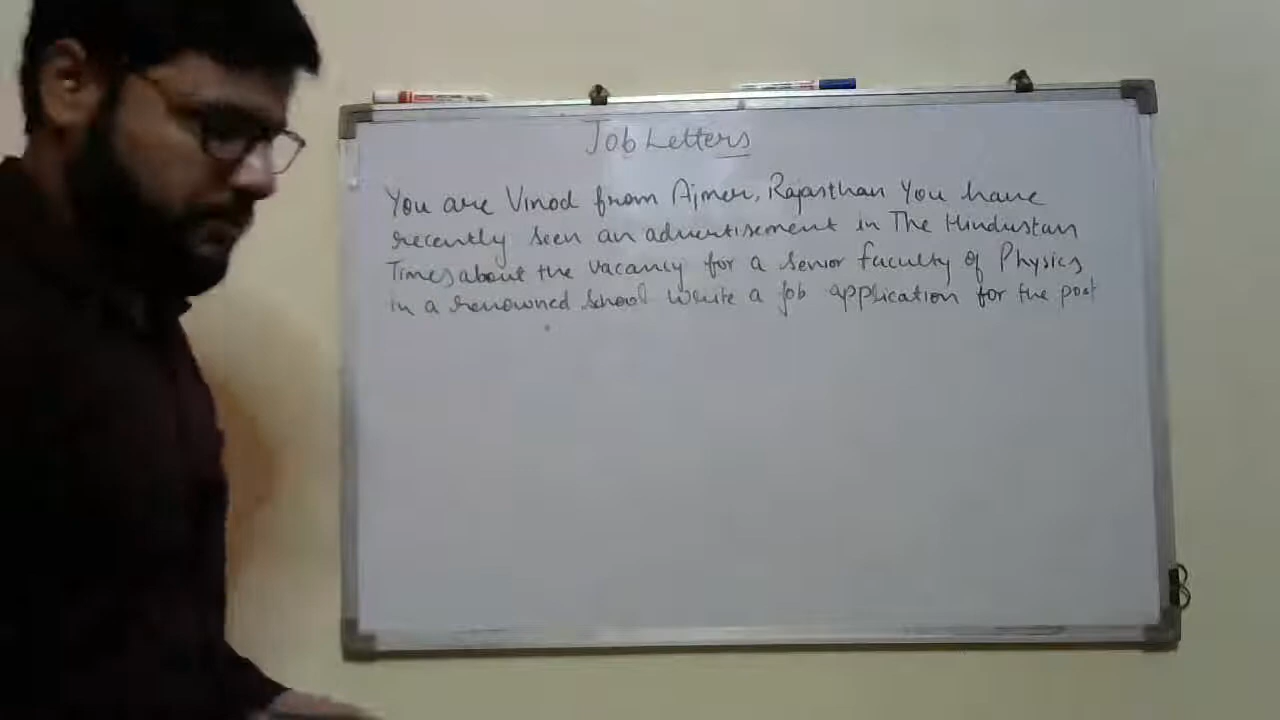 Job Letters
You are Vinod from Ajmer, Rajasthan You have
recently seen an advertisement in The Hindustan
Times about the vacancy for a senior faculty of Physics
in a renowned school Write a job application for the post